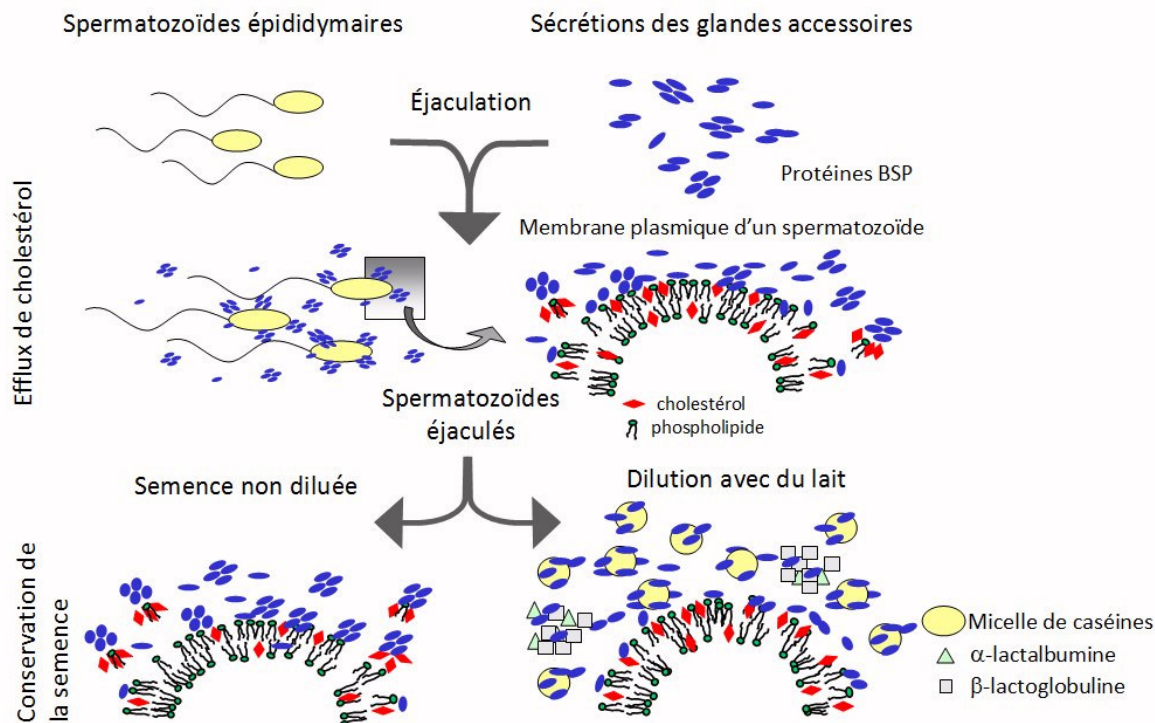 Spermatozoïdes épididymaires
Sécrétions des glandes accessoires
Éjaculation
Protéines BSP
Efflux de cholestérol
Membrane plasmique d'un spermatozoïde
cholestérol
phospholipide
Spermatozoïdes
éjaculés
Semence non diluée
Dilution avec du lait
Conservation de
la semence
Micelle de caséines
α-lactalbumine
β-lactoglobuline